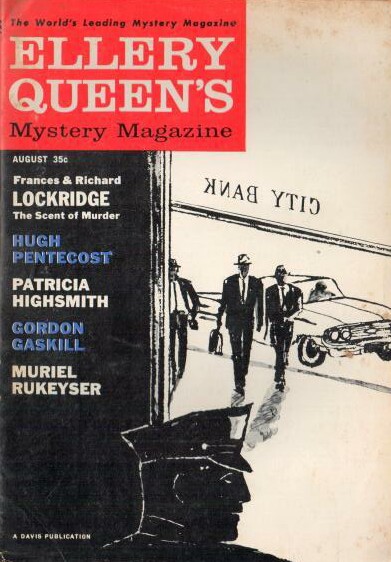 The World's Leading Mystery Magazine
ELLERY
QUEEN'S
Mystery Magazine
AUGUST 35c
Frances & Richard
LOCKRIDGE
The Scent of Murder
HUGH
PENTECOST
PATRICIA
HIGHSMITH
GORDON
GASKILL
MURIEL
RUKEYSER
CITY BANK
A DAVIS PUBLICATION